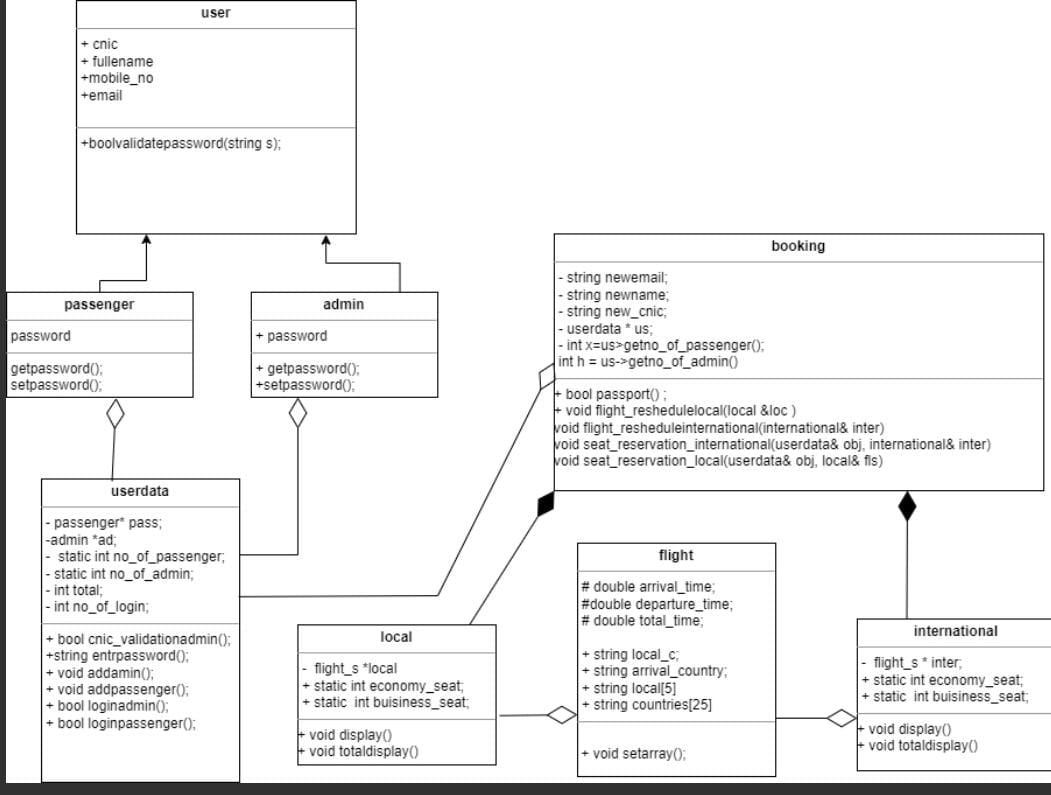 user
+ cnic
+ fullename
+mobile_no
+email
+boolvalidatepassword(string s);
passenger
password
getpassword();
setpassword();
admin
+ password
+ getpassword();
+setpassword();
booking
- string newemail;
- string newname;
- string new_cnic;
- userdata * us;
- int x=us>getno_of_passenger();
int h = us->getno_of_admin()
+ bool passport() ;
+ void flight_reshedulelocal(local &loc )
void flight_resheduleinternational(international& inter)
void seat_reservation_international(userdata& obj, international& inter)
void seat_reservation_local(userdata& obj, local& fls)
userdata
- passenger* pass;
-admin *ad;
- static int no_of_passenger;
- static int no_of_admin;
- int total;
- int no_of_login;
+ bool cnic_validationadmin();
+string entrpassword();
+ void addamin();
+ void addpassenger();
+ bool loginadmin();
+ bool loginpassenger();
local
- flight_s *local
+ static int economy_seat;
+ static int buisiness_seat;
+ void display()
+ void totaldisplay()
flight
# double arrival_time;
#double departure_time;
# double total_time;
+ string local_c;
+ string arrival_country;
+ string local[5]
+ string countries[25]
+ void setarray();
international
- flight_s * inter;
+ static int economy_seat;
+ static int buisiness_seat;
+ void display()
+ void totaldisplay()